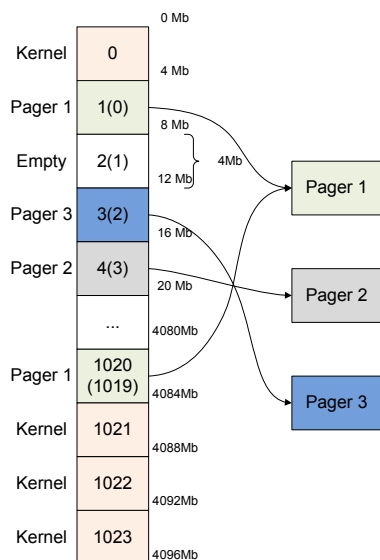 0 Mb
Kernel
0
4 Mb
Pager 1
1(0)
8 Mb
Empty
2(1)
4Mb
12 Mb
Pager 1
Pager 3
3(2)
16 Mb
Pager 2
4(3)
20 Mb
Pager 2
...
4080Mb
Pager 1
1020
(1019)
4084Mb
Pager 3
Kernel
1021
4088Mb
Kernel
1022
4092Mb
Kernel
1023
4096Mb